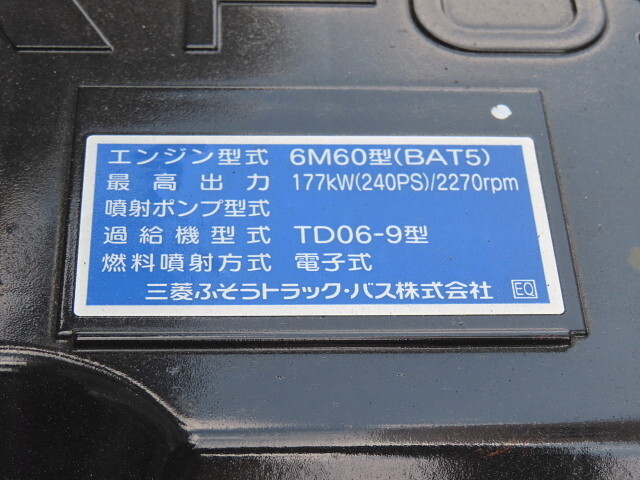 エンジン型式 6M60型(BAT5)
最高出力 177kW(240PS)/2270rpm
噴射ポンプ型式
過給機型式 TD06-9型
燃料噴射方式 電子式
三菱ふそうトラック・バス株式会社 EQ